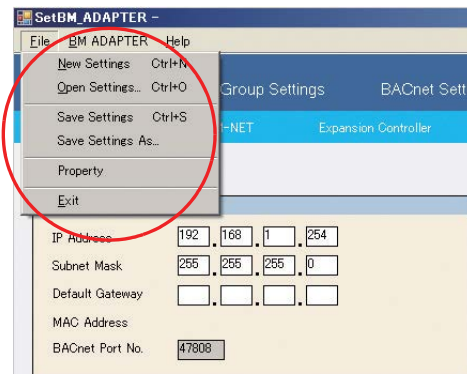 SetBM_ADAPTER -
File BM ADAPTER Help
New Settings Ctrl+N
Open Settings... Ctrl+O
Save Settings Ctrl+S
Save Settings As...
Property
Exit
Group Settings BACnet Sett
-NET Expansion Controller
IP Address 192 . 168 . 1 . 254
Subnet Mask 255 . 255 . 255 . 0
Default Gateway . . .
MAC Address
BACnet Port No. 47808